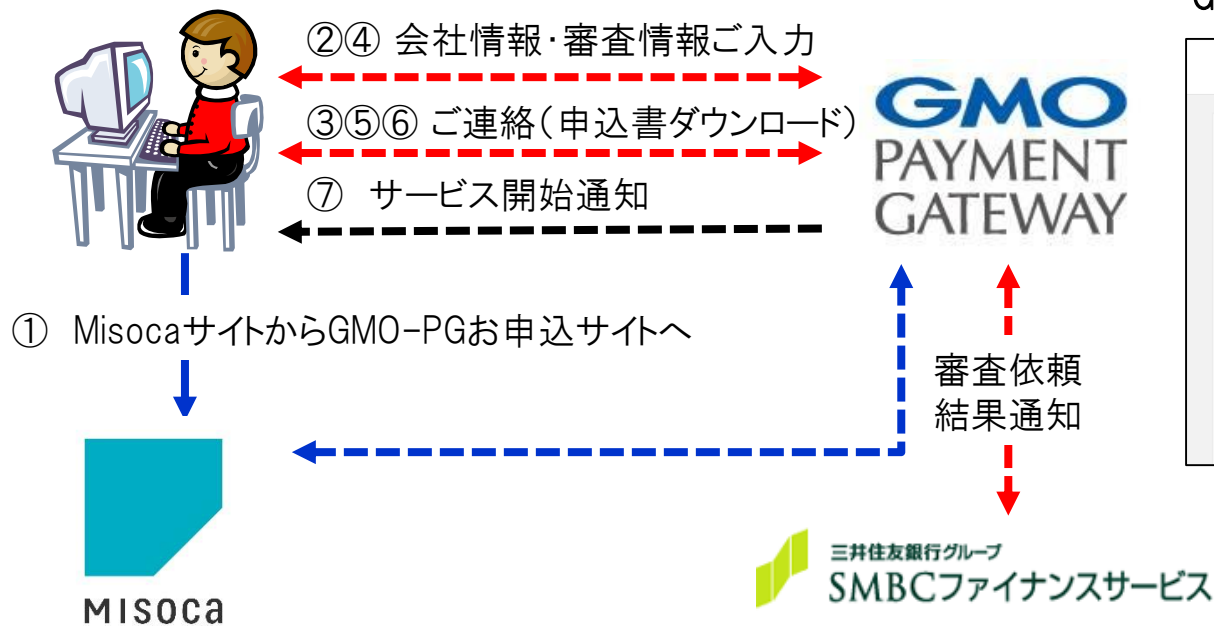 ②④ 会社情報・審査情報ご入力
③⑤⑥ ご連絡(申込書ダウンロード)
⑦ サービス開始通知
GMO
PAYMENT
GATEWAY
① MisocaサイトからGMO-PGお申込サイトへ
審査依頼
結果通知
MISOCA
三井住友銀行グループ
SMBCファイナンスサービス